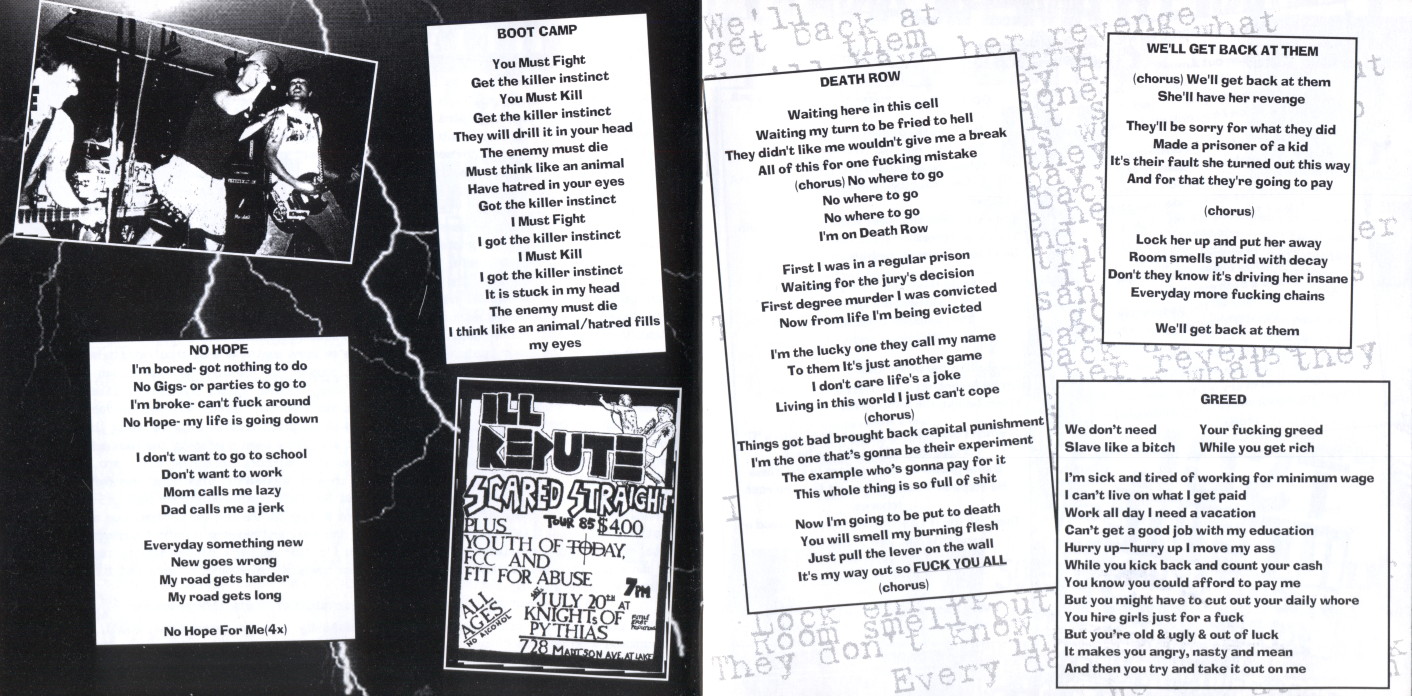 BOOT CAMP
You Must Fight
Get the killer instinct
You Must Kill
Get the killer instinct
They will drill it in your head
The enemy must die
Must think like an animal
Have hatred in your eyes
Got the killer instinct
I Must Fight
I got the killer instinct
I Must Kill
I got the killer instinct
It is stuck in my head
The enemy must die
I think like an animal/hatred fills
my eyes
NO HOPE
I'm bored- got nothing to do
No Gigs- or parties to go to
I'm broke- can't fuck around
No Hope- my life is going down
I don't want to go to school
Don't want to work
Mom calls me lazy
Dad calls me a jerk
Everyday something new
New goes wrong
My road gets harder
My road gets long
No Hope For Me(4x)
ILL
REPUTE
SCARED STRAIGHT
TOUR 85 $4.00
PLUS
YOUTH OF TODAY,
FCC AND
FIT FOR ABUSE
7PM
ALL
AGES
NO ALCOHOL
JULY 20th AT
KNIGHTS OF
PYTHIAS
728 MADISON AVE. AT LAKE
DEATH ROW
Waiting here in this cell
Waiting my turn to be fried to hell
They didn't like me wouldn't give me a break
All of this for one fucking mistake
(chorus) No where to go
No where to go
No where to go
I'm on Death Row
First I was in a regular prison
Waiting for the jury's decision
First degree murder I was convicted
Now from life I'm being evicted
I'm the lucky one they call my name
To them It's just another game
I don't care life's a joke
Living in this world I just can't cope
(chorus)
Things got bad brought back capital punishment
I'm the one that's gonna be their experiment
The example who's gonna pay for it
This whole thing is so full of shit
Now I'm going to be put to death
You will smell my burning flesh
Just pull the lever on the wall
It's my way out so FUCK YOU ALL
(chorus)
WE'LL GET BACK AT THEM
(chorus) We'll get back at them
She'll have her revenge
They'll be sorry for what they did
Made a prisoner of a kid
It's their fault she turned out this way
And for that they're going to pay
(chorus)
Lock her up and put her away
Room smells putrid with decay
Don't they know it's driving her insane
Everyday more fucking chains
We'll get back at them
GREED
We don't need Your fucking greed
Slave like a bitch While you get rich
I'm sick and tired of working for minimum wage
I can't live on what I get paid
Work all day I need a vacation
Can't get a good job with my education
Hurry up—hurry up I move my ass
While you kick back and count your cash
You know you could afford to pay me
But you might have to cut out your daily whore
You hire girls just for a fuck
But you're old & ugly & out of luck
It makes you angry, nasty and mean
And then you try and take it out on me
We'll back at
get back them
her revenge
what
Room smell put
They don't know
Every da